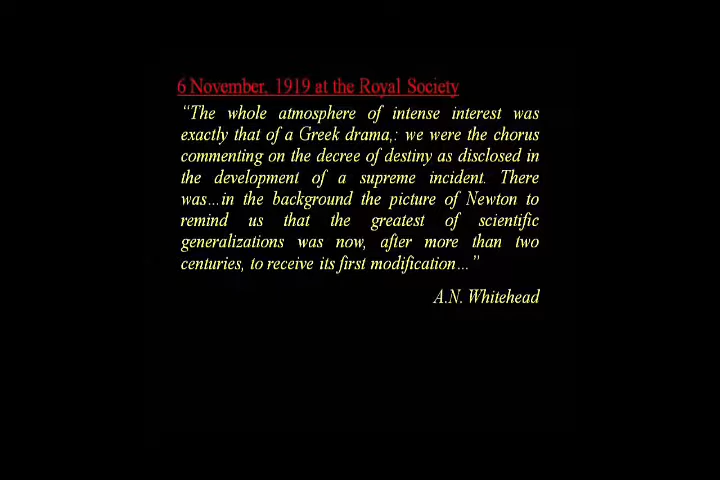 6 November, 1919 at the Royal Society
“The whole atmosphere of intense interest was
exactly that of a Greek drama,: we were the chorus
commenting on the decree of destiny as disclosed in
the development of a supreme incident. There
was…in the background the picture of Newton to
remind us that the greatest of scientific
generalizations was now, after more than two
centuries, to receive its first modification…”
A.N. Whitehead